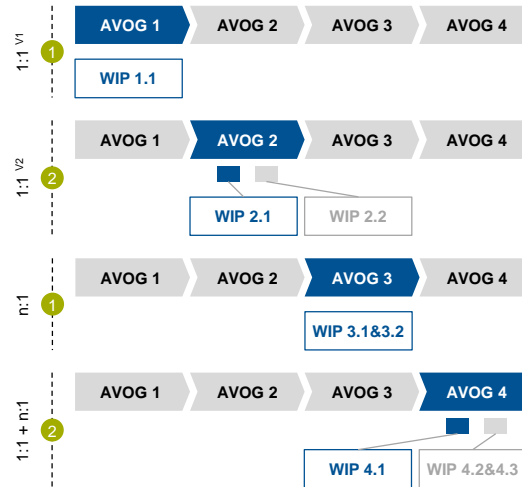 1:1 V1
1
AVOG 1 AVOG 2 AVOG 3 AVOG 4
WIP 1.1
1:1 V2
2
AVOG 1 AVOG 2 AVOG 3 AVOG 4
WIP 2.1 WIP 2.2
n:1
1
AVOG 1 AVOG 2 AVOG 3 AVOG 4
WIP 3.1&3.2
1:1 + n:1
2
AVOG 1 AVOG 2 AVOG 3 AVOG 4
WIP 4.1 WIP 4.2&4.3